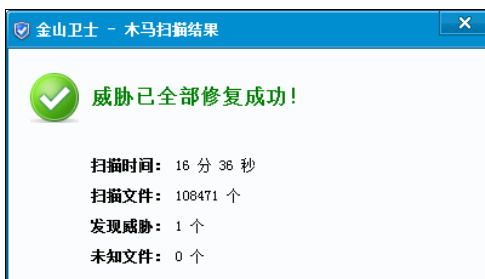 金山卫士 - 木马扫描结果
威胁已全部修复成功!
扫描时间: 16 分 36 秒
扫描文件: 108471 个
发现威胁: 1 个
未知文件: 0 个